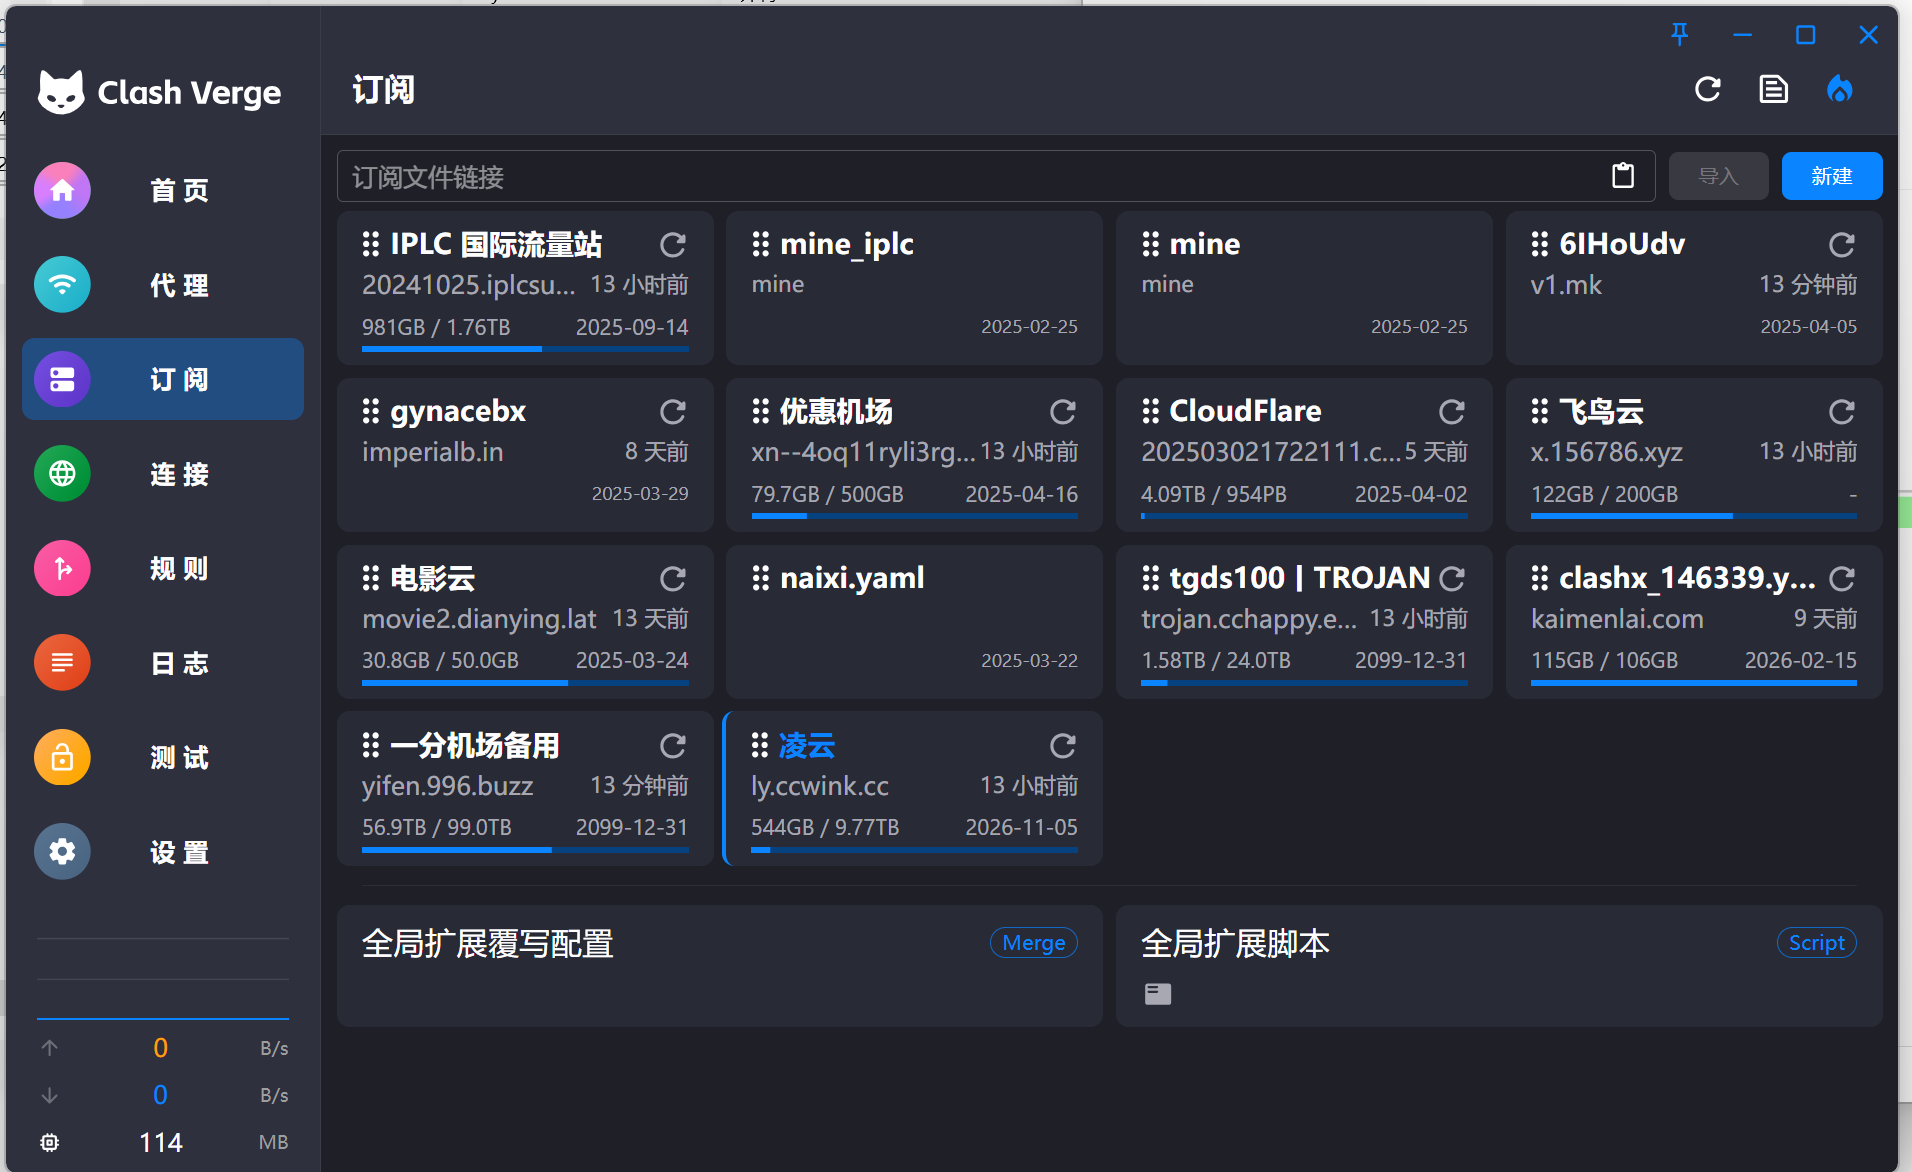 Clash Verge
首 页
代 理
订 阅
连 接
规 则
日 志
测 试
设 置
0 B/s
0 B/s
114 MB
订阅
订阅文件链接
导入
新建
IPLC 国际流量站
20241025.iplcsu... 13 小时前
981GB / 1.76TB 2025-09-14
mine_iplc
mine
2025-02-25
mine
mine
2025-02-25
6IHoUdv
v1.mk 13 分钟前
2025-04-05
gynacebx
imperialb.in 8 天前
2025-03-29
优惠机场
xn--4oq11ryli3rg... 13 小时前
79.7GB / 500GB 2025-04-16
CloudFlare
202503021722111.c... 5 天前
4.09TB / 954PB 2025-04-02
飞鸟云
x.156786.xyz 13 小时前
122GB / 200GB -
电影云
movie2.dianying.lat 13 天前
30.8GB / 50.0GB 2025-03-24
naixi.yaml
2025-03-22
tgds100 | TROJAN
trojan.cchappy.e... 13 小时前
1.58TB / 24.0TB 2099-12-31
clashx_146339.y...
kaimenlai.com 9 天前
115GB / 106GB 2026-02-15
一分机场备用
yifen.996.buzz 13 分钟前
56.9TB / 99.0TB 2099-12-31
凌云
ly.ccwink.cc 13 小时前
544GB / 9.77TB 2026-11-05
全局扩展覆写配置 Merge
全局扩展脚本 Script